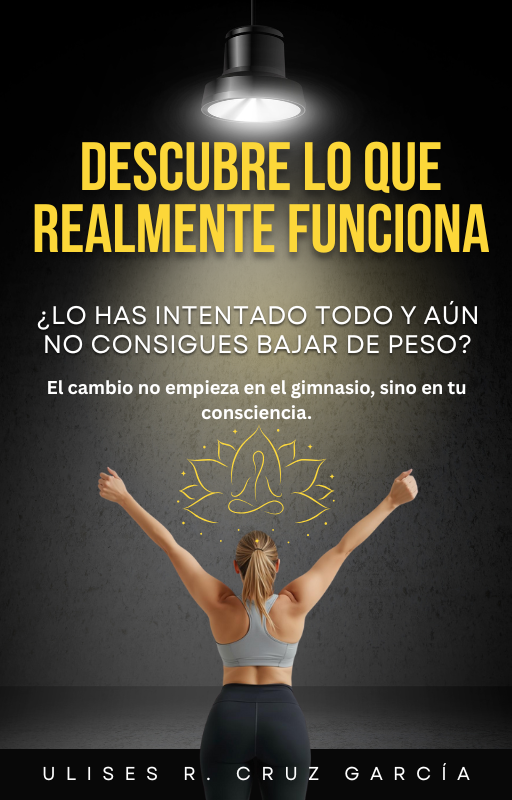 DESCUBRE LO QUE
REALMENTE FUNCIONA
¿LO HAS INTENTADO TODO Y AÚN
NO CONSIGUES BAJAR DE PESO?
El cambio no empieza en el gimnasio, sino en tu
consciencia.
ULISES R. CRUZ GARCÍA